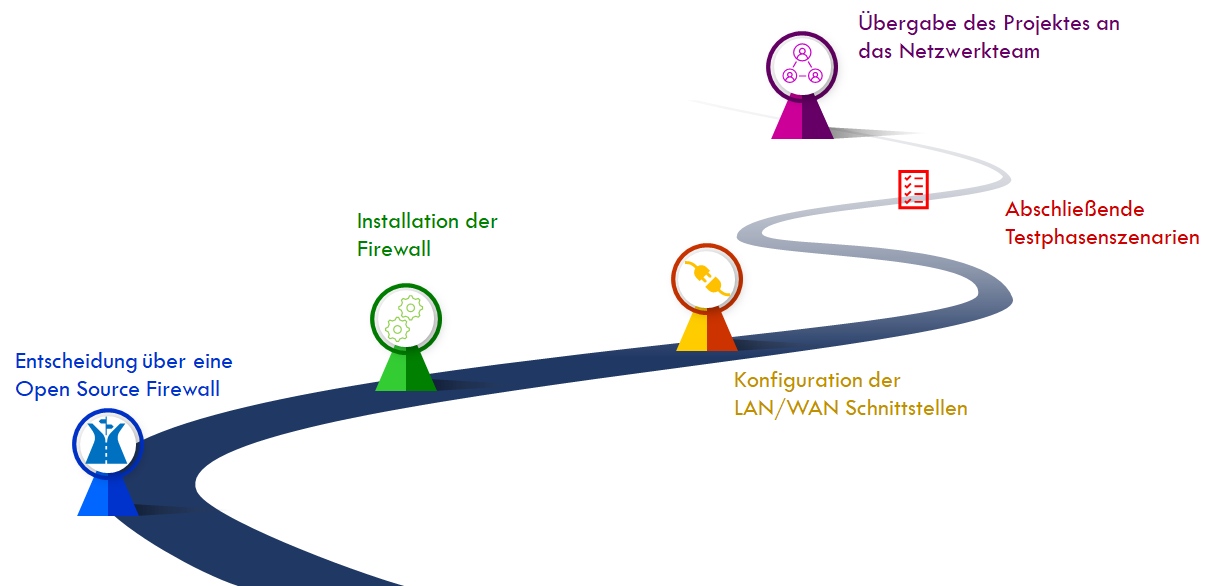 Übergabe des Projektes an
das Netzwerkteam
Abschließende
Testphasenszenarien
Installation der
Firewall
Entscheidung über eine
Open Source Firewall
Konfiguration der
LAN/WAN Schnittstellen